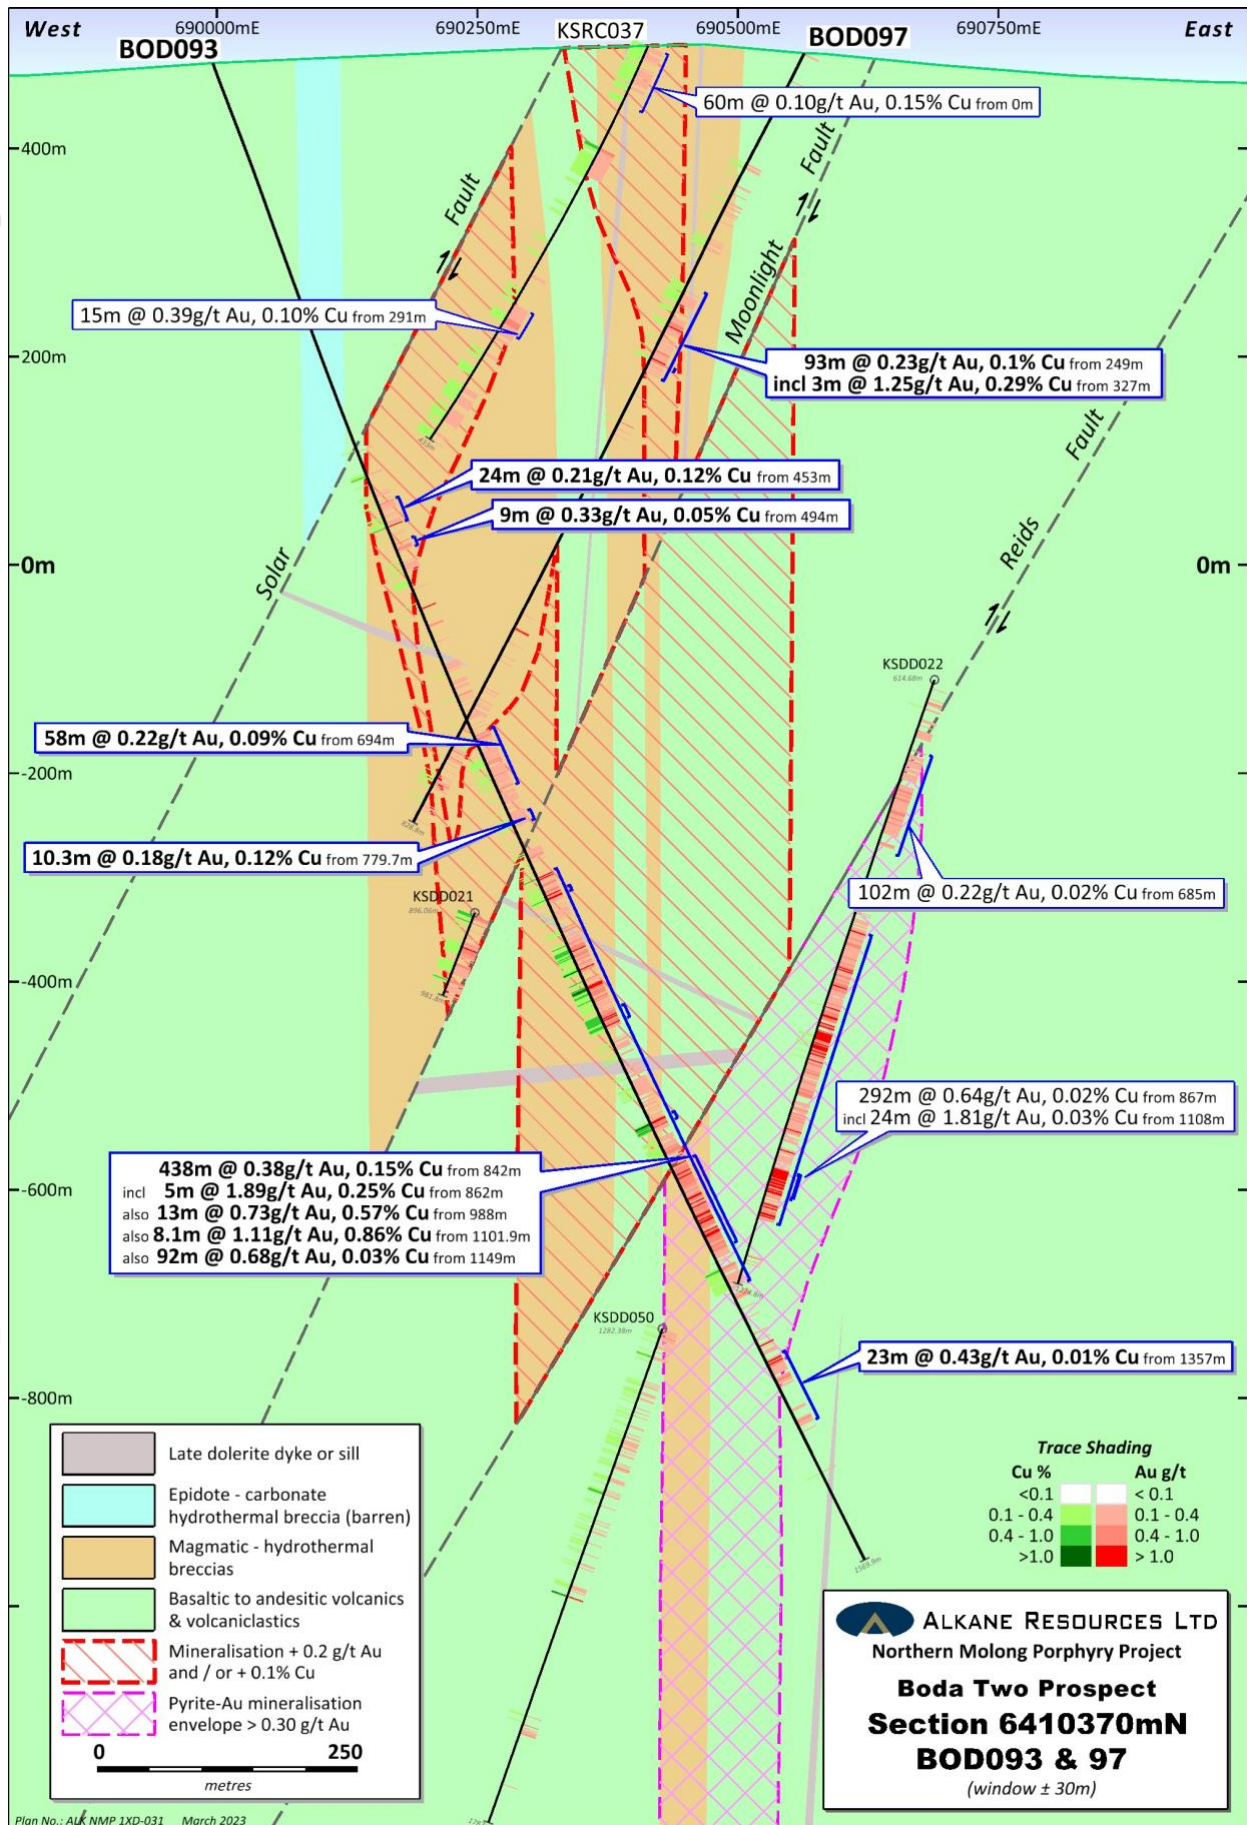 West
690000mE
690250mE
KSRC037
690500mE
690750mE
East
BOD093
BOD097
60m @ 0.10g/t Au, 0.15% Cu from 0m
400m
Fault
Fault
Moonlight
15m @ 0.39g/t Au, 0.10% Cu from 291m
93m @ 0.23g/t Au, 0.1% Cu from 249m
incl 3m @ 1.25g/t Au, 0.29% Cu from 327m
200m
Fault
24m @ 0.21g/t Au, 0.12% Cu from 453m
9m @ 0.33g/t Au, 0.05% Cu from 494m
Reids
0m
0m
Solar
KSDD022
614.68m
58m @ 0.22g/t Au, 0.09% Cu from 694m
-200m
10.3m @ 0.18g/t Au, 0.12% Cu from 779.7m
KSDD021
896.06m
102m @ 0.22g/t Au, 0.02% Cu from 685m
-400m
292m @ 0.64g/t Au, 0.02% Cu from 867m
incl 24m @ 1.81g/t Au, 0.03% Cu from 1108m
438m @ 0.38g/t Au, 0.15% Cu from 842m
incl 5m @ 1.89g/t Au, 0.25% Cu from 862m
also 13m @ 0.73g/t Au, 0.57% Cu from 988m
also 8.1m @ 1.11g/t Au, 0.86% Cu from 1101.9m
also 92m @ 0.68g/t Au, 0.03% Cu from 1149m
-600m
KSDD050
1282.38m
23m @ 0.43g/t Au, 0.01% Cu from 1357m
-800m
Late dolerite dyke or sill
Epidote - carbonate
hydrothermal breccia (barren)
Magmatic - hydrothermal
breccias
Basaltic to andesitic volcanics
& volcaniclastics
Mineralisation + 0.2 g/t Au
and / or + 0.1% Cu
Pyrite-Au mineralisation
envelope > 0.30 g/t Au
0 250
metres
Trace Shading
Cu % Au g/t
<0.1 < 0.1
0.1 - 0.4 0.1 - 0.4
0.4 - 1.0 0.4 - 1.0
>1.0 > 1.0
ALKANE RESOURCES LTD
Northern Molong Porphyry Project
Boda Two Prospect
Section 6410370mN
BOD093 & 97
(window ± 30m)
Plan No.: ALK NMP 1XD-031 March 2023